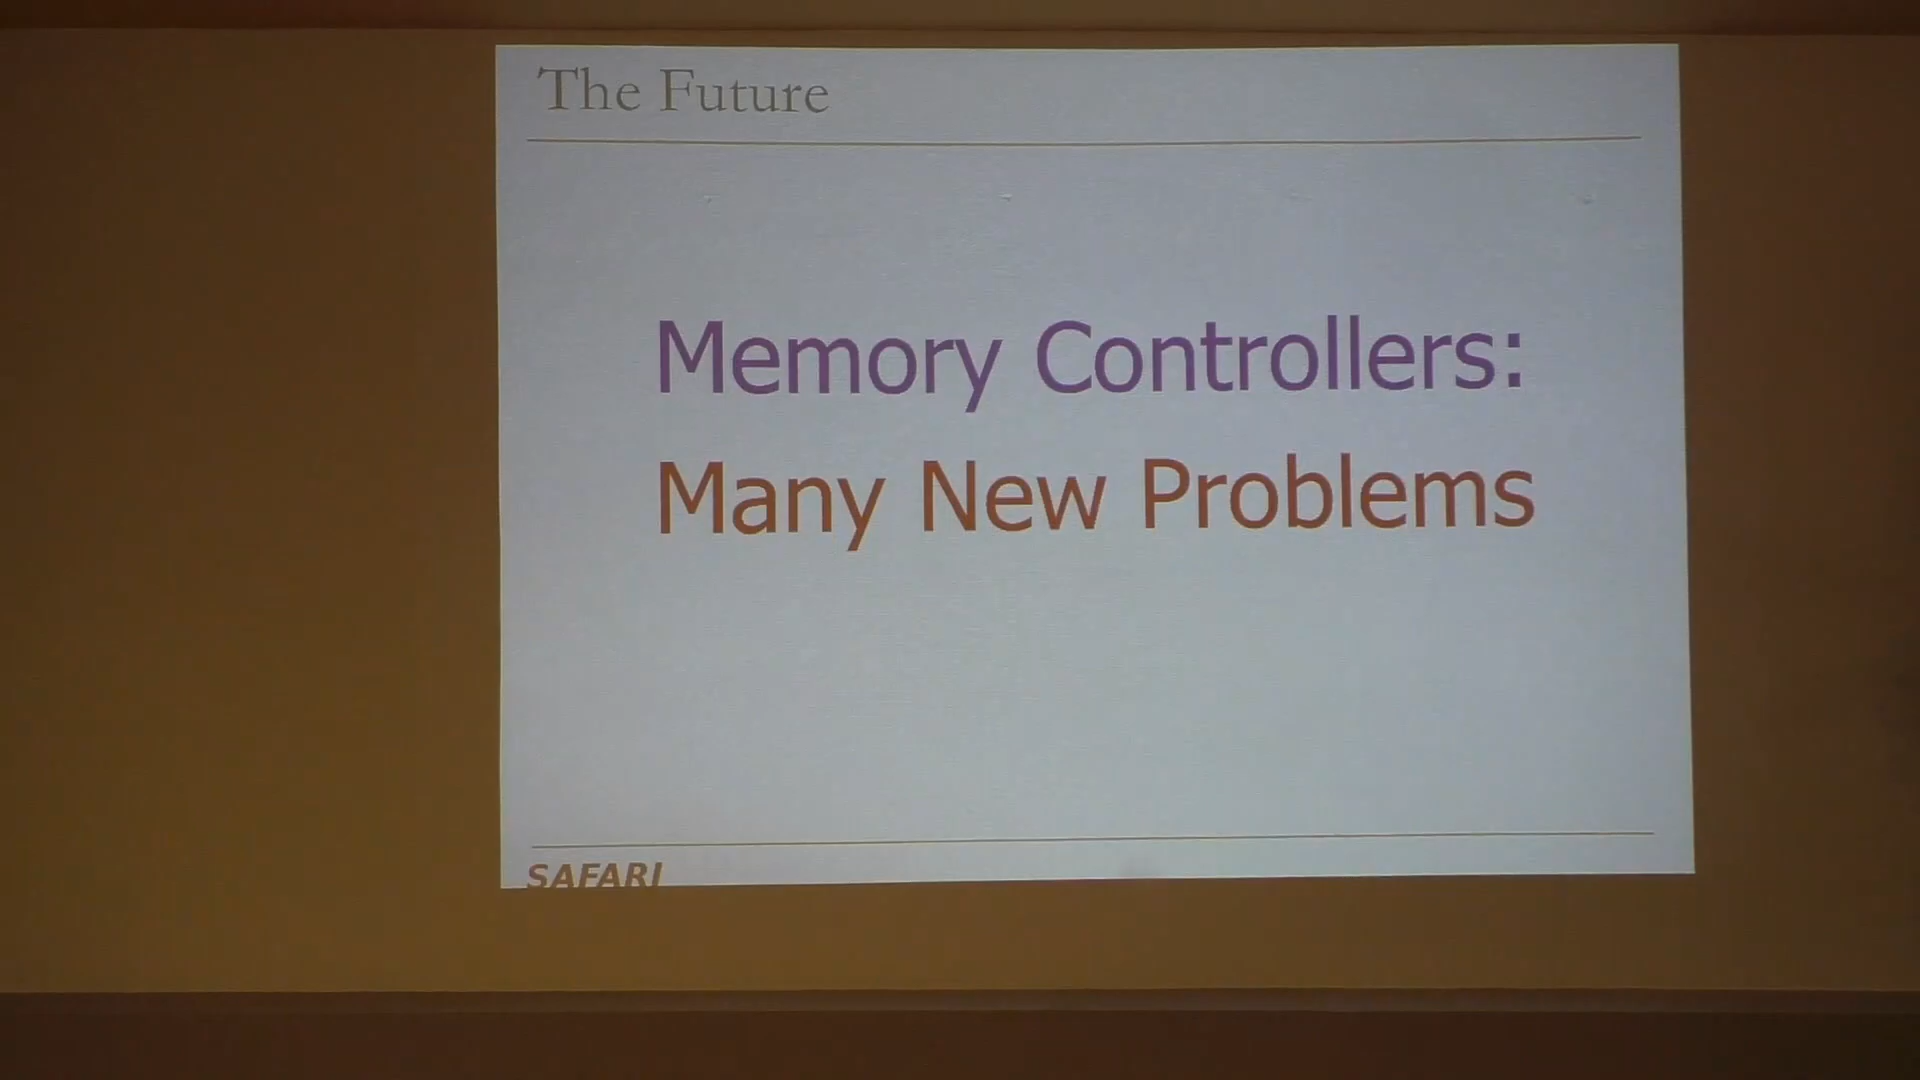 The Future
Memory Controllers:
Many New Problems
SAFARI